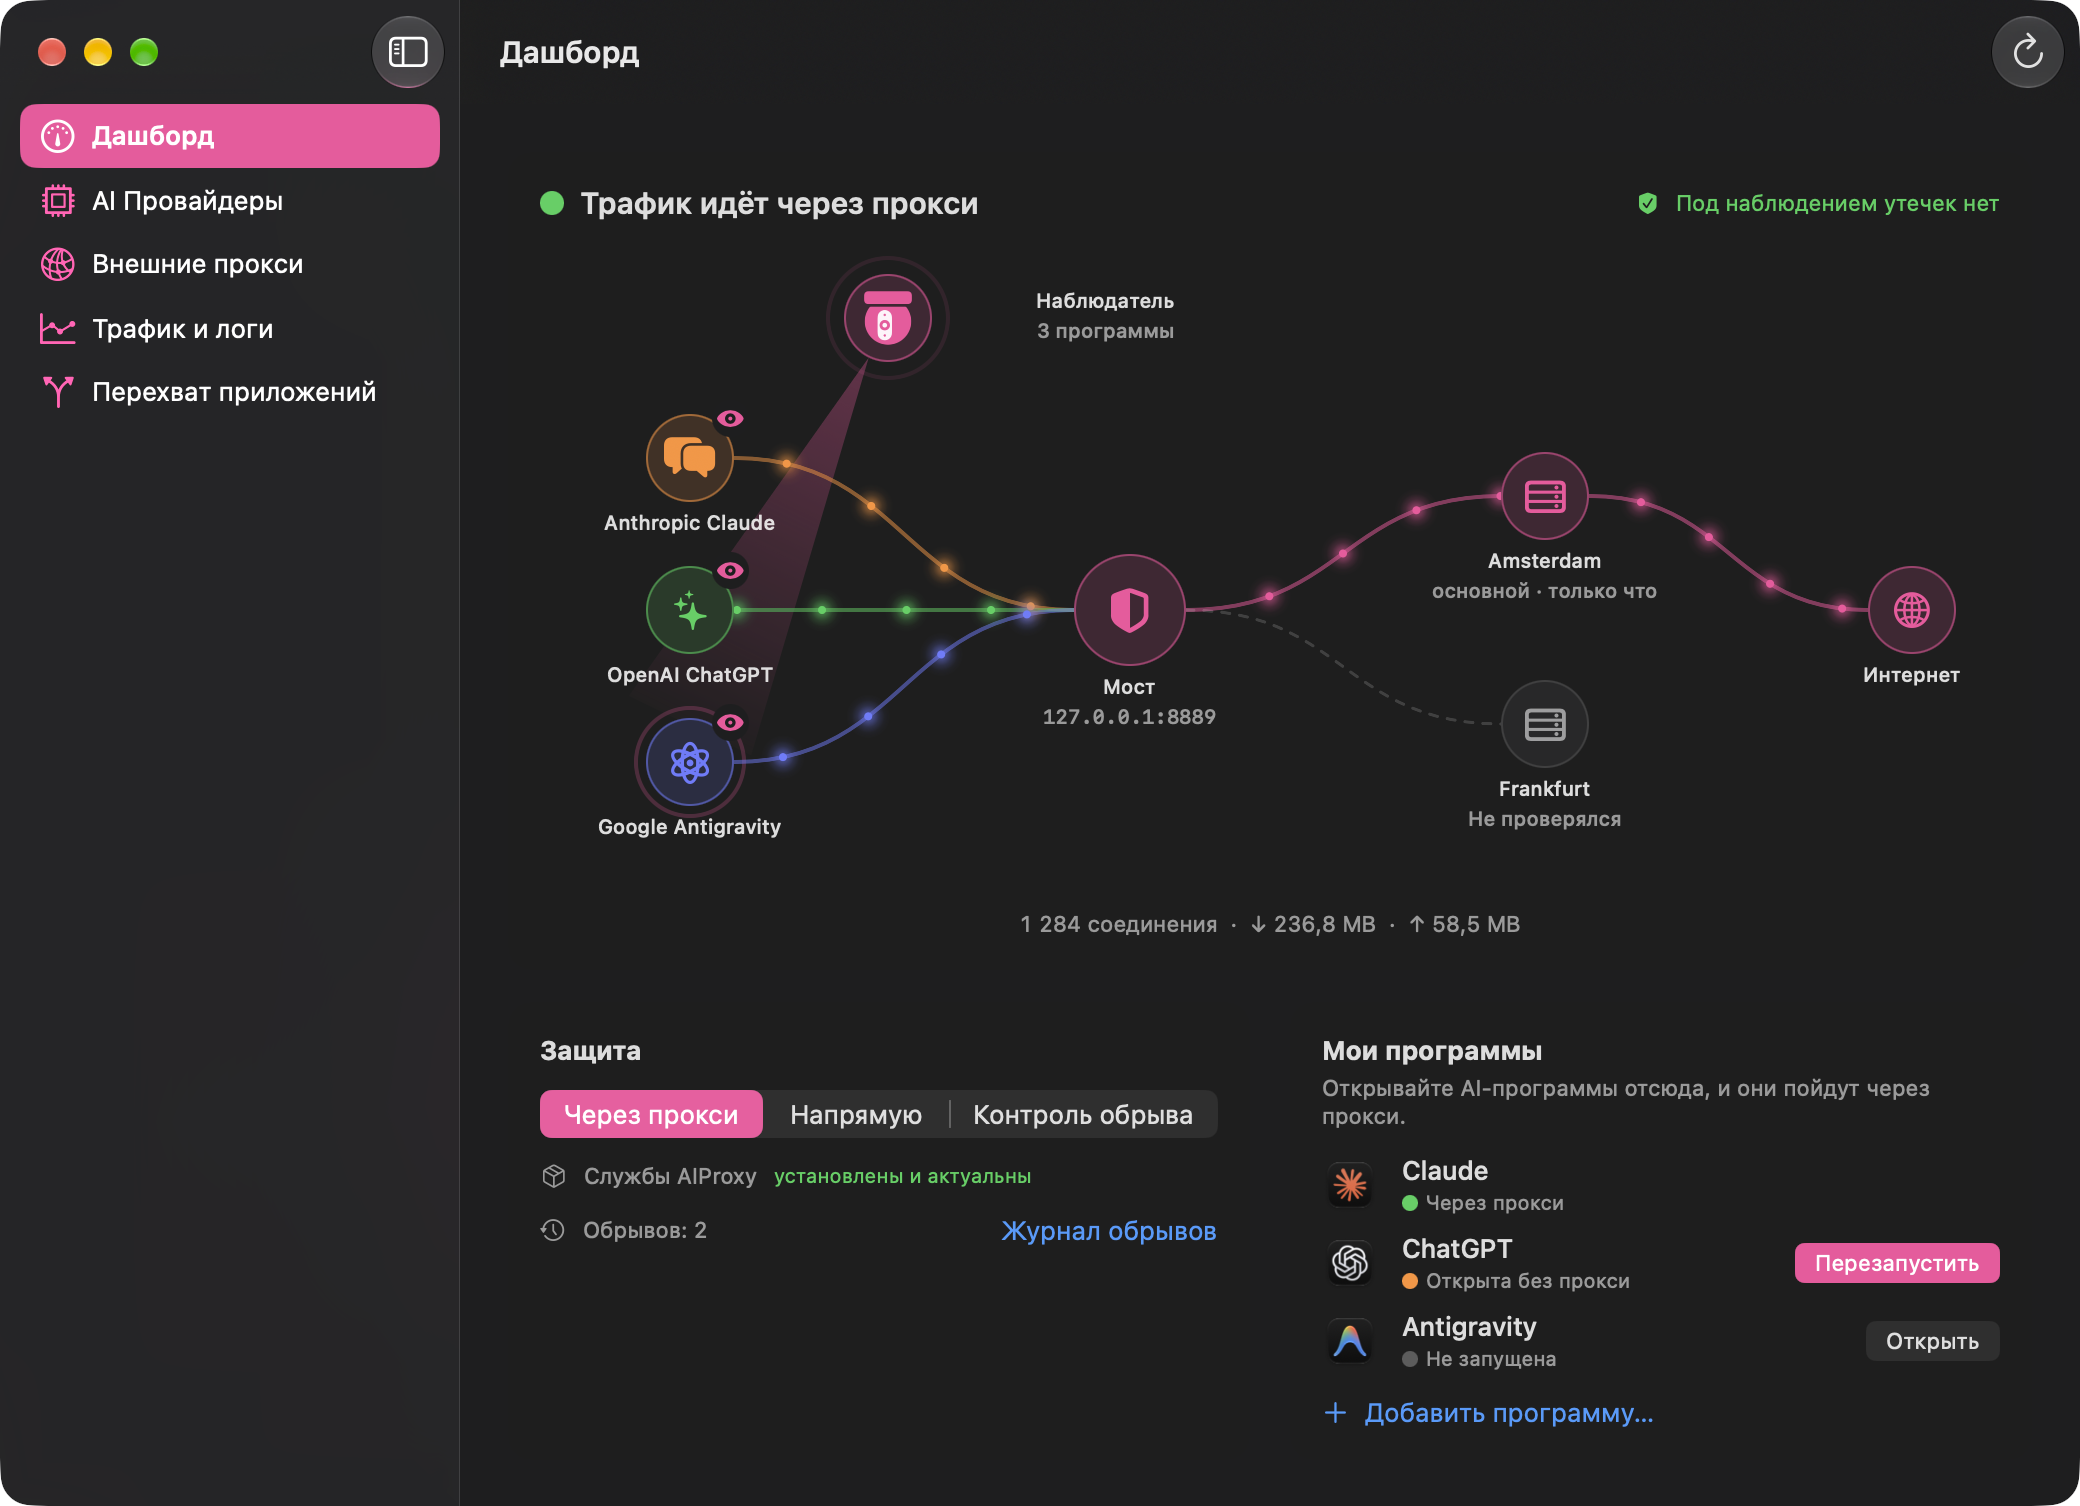 Дашборд
Дашборд
AI Провайдеры
Внешние прокси
Трафик и логи
Перехват приложений
Трафик идёт через прокси
Под наблюдением утечек нет
Наблюдатель
3 программы
Anthropic Claude
OpenAI ChatGPT
Google Antigravity
Мост
127.0.0.1:8889
Amsterdam
основной · только что
Frankfurt
Не проверялся
Интернет
1 284 соединения · ↓ 236,8 MB · ↑ 58,5 MB
Защита
Через прокси
Напрямую
Контроль обрыва
Службы AIProxy установлены и актуальны
Обрывов: 2
Журнал обрывов
Мои программы
Открывайте AI-программы отсюда, и они пойдут через
прокси.
Claude
Через прокси
ChatGPT
Открыта без прокси
Перезапустить
Antigravity
Не запущена
Открыть
+ Добавить программу...